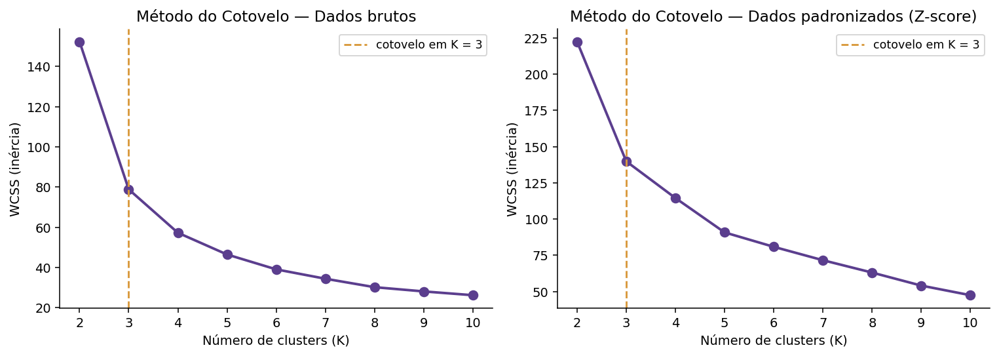 Método do Cotovelo — Dados brutos
cotovelo em K = 3
WCSS (inércia)
140
120
100
80
60
40
20
2 3 4 5 6 7 8 9 10
Número de clusters (K)
Método do Cotovelo — Dados padronizados (Z-score)
cotovelo em K = 3
WCSS (inércia)
225
200
175
150
125
100
75
50
2 3 4 5 6 7 8 9 10
Número de clusters (K)